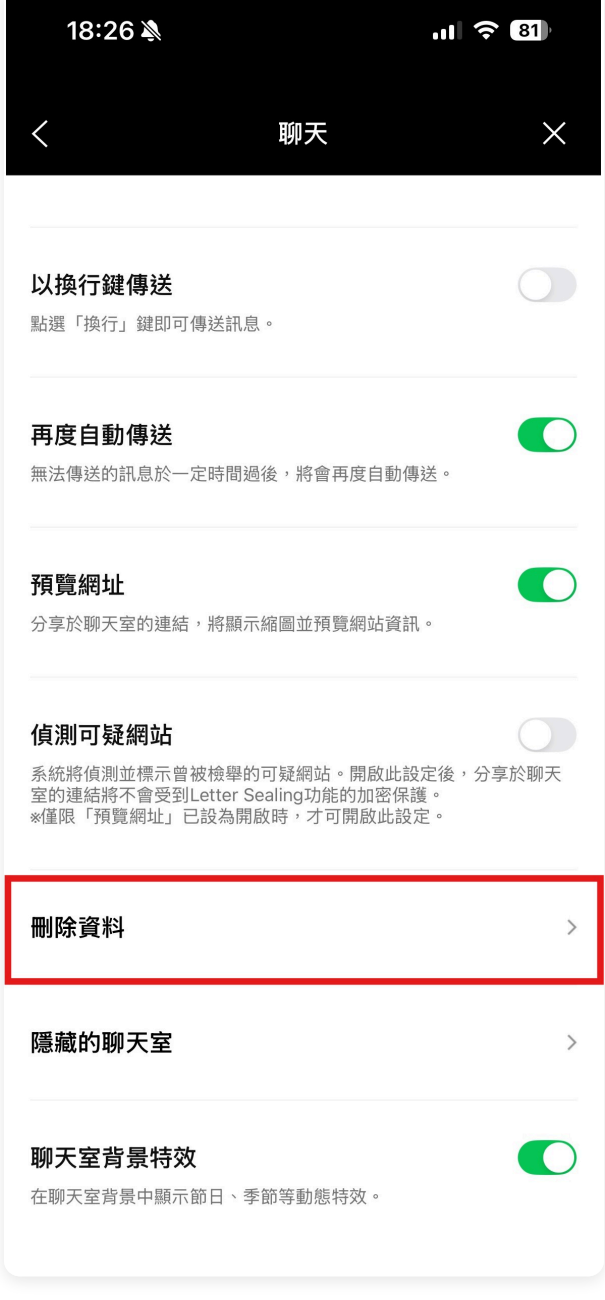 18:26
81
聊天
以換行鍵傳送
點選「換行」鍵即可傳送訊息。
再度自動傳送
無法傳送的訊息於一定時間過後，將會再度自動傳送。
預覽網址
分享於聊天室的連結，將顯示縮圖並預覽網站資訊。
偵測可疑網站
系統將偵測並標示曾被檢舉的可疑網站。開啟此設定後，分享於聊天
室的連結將不會受到Letter Sealing功能的加密保護。
※僅限「預覽網址」已設為開啟時，才可開啟此設定。
刪除資料
隱藏的聊天室
聊天室背景特效
在聊天室背景中顯示節日、季節等動態特效。